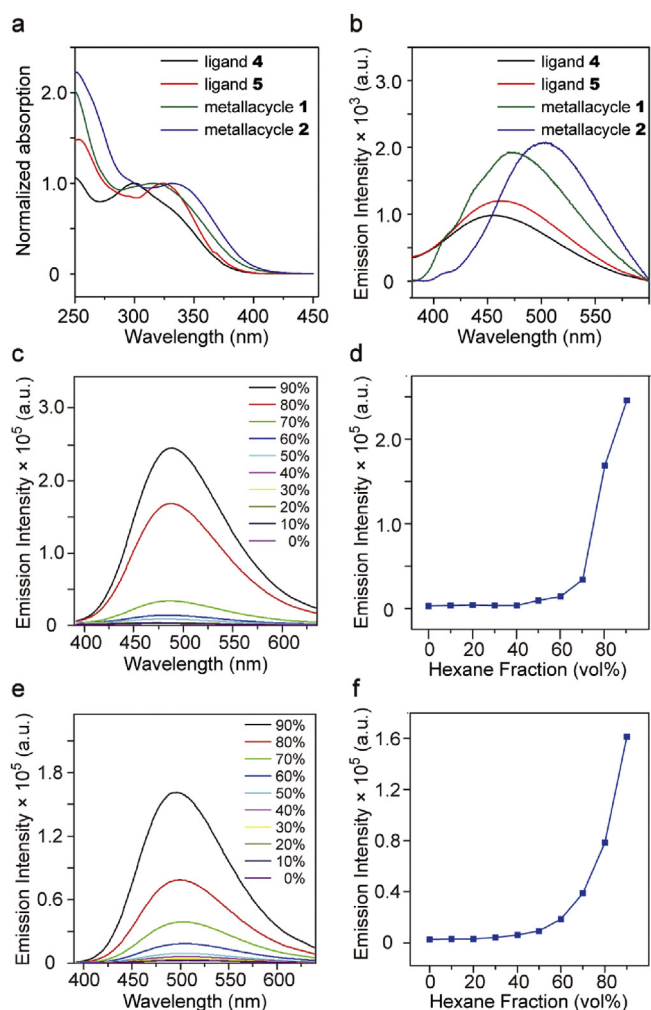 a
ligand 4
ligand 5
metallacycle 1
metallacycle 2
Normalized absorption
2.0
1.0
0
250 300 350 400 450
Wavelength (nm)
b
ligand 4
ligand 5
metallacycle 1
metallacycle 2
Emission Intensity × 10³ (a.u.)
3.0
2.0
1.0
0
400 450 500 550
Wavelength (nm)
c
90%
80%
70%
60%
50%
40%
30%
20%
10%
0%
Emission Intensity × 10⁵ (a.u.)
3.0
2.0
1.0
0
400 450 500 550 600
Wavelength (nm)
d
Emission Intensity × 10⁵ (a.u.)
2.0
1.0
0
0 20 40 60 80
Hexane Fraction (vol%)
e
90%
80%
70%
60%
50%
40%
30%
20%
10%
0%
Emission Intensity × 10⁵ (a.u.)
1.8
1.2
0.6
0
400 450 500 550 600
Wavelength (nm)
f
Emission Intensity × 10⁵ (a.u.)
1.6
0.8
0.4
0
0 20 40 60 80
Hexane Fraction (vol%)